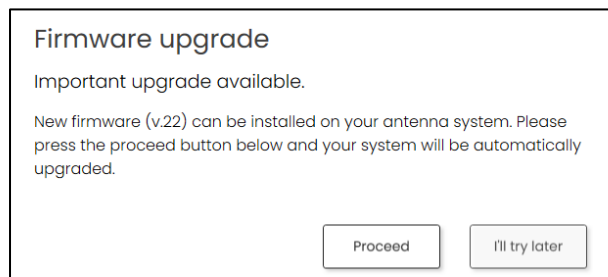 Firmware upgrade
Important upgrade available.
New firmware (v.22) can be installed on your antenna system. Please
press the proceed button below and your system will be automatically
upgraded.
Proceed
I'll try later